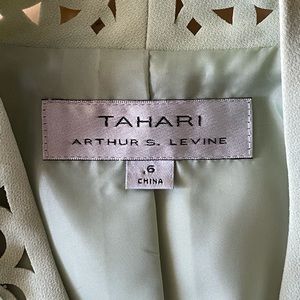 TAHARI
ARTHUR S. LEVINE
6
CHINA